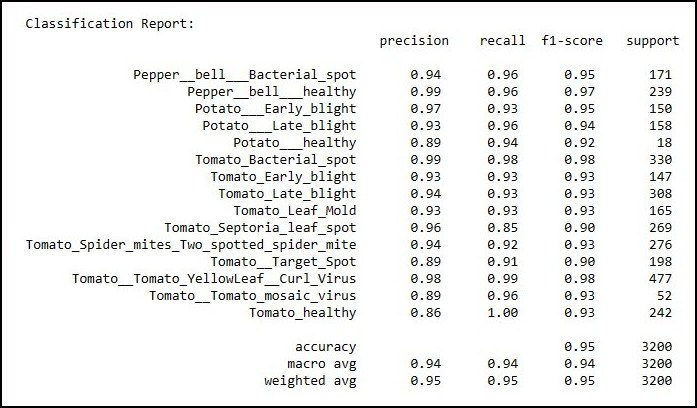 Classification Report:
precision recall f1-score support
Pepper__bell___Bacterial_spot 0.94 0.96 0.95 171
Pepper__bell___healthy 0.99 0.96 0.97 239
Potato___Early_blight 0.97 0.93 0.95 150
Potato___Late_blight 0.93 0.96 0.94 158
Potato___healthy 0.89 0.94 0.92 18
Tomato_Bacterial_spot 0.99 0.98 0.98 330
Tomato_Early_blight 0.93 0.93 0.93 147
Tomato_Late_blight 0.94 0.93 0.93 308
Tomato_Leaf_Mold 0.93 0.93 0.93 165
Tomato_Septoria_leaf_spot 0.96 0.85 0.90 269
Tomato_Spider_mites_Two_spotted_spider_mite 0.94 0.92 0.93 276
Tomato__Target_Spot 0.89 0.91 0.90 198
Tomato__Tomato_YellowLeaf__Curl_Virus 0.98 0.99 0.98 477
Tomato__Tomato_mosaic_virus 0.89 0.96 0.93 52
Tomato_healthy 0.86 1.00 0.93 242
accuracy 0.95 3200
macro avg 0.94 0.94 0.94 3200
weighted avg 0.95 0.95 0.95 3200